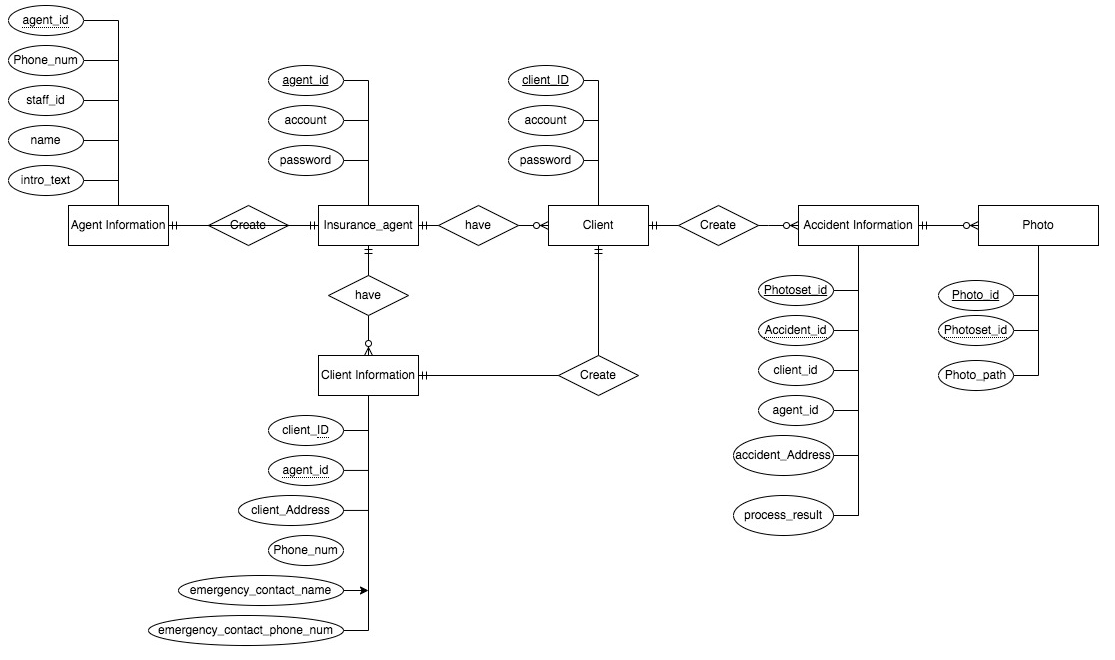 agent_id
Phone_num
staff_id
name
intro_text
agent_id
account
password
client_ID
account
password
Agent Information
Create
Insurance_agent
have
Client
Create
Accident Information
Photo
have
Client Information
Create
client_ID
agent_id
client_Address
Phone_num
emergency_contact_name
emergency_contact_phone_num
Photoset_id
Accident_id
client_id
agent_id
accident_Address
process_result
Photo_id
Photoset_id
Photo_path